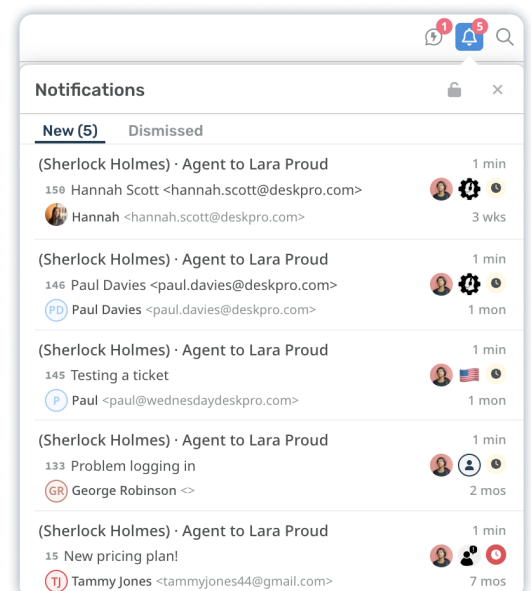 1
5
Notifications
New (5) Dismissed
(Sherlock Holmes) · Agent to Lara Proud 1 min
150 Hannah Scott <hannah.scott@deskpro.com>
Hannah <hannah.scott@deskpro.com> 3 wks
(Sherlock Holmes) · Agent to Lara Proud 1 min
146 Paul Davies <paul.davies@deskpro.com>
PD Paul Davies <paul.davies@deskpro.com> 1 mon
(Sherlock Holmes) · Agent to Lara Proud 1 min
145 Testing a ticket
P Paul <paul@wednesdaydeskpro.com> 1 mon
(Sherlock Holmes) · Agent to Lara Proud 1 min
133 Problem logging in
GR George Robinson <> 2 mos
(Sherlock Holmes) · Agent to Lara Proud 1 min
15 New pricing plan!
TJ Tammy Jones <tammyjones44@gmail.com> 7 mos